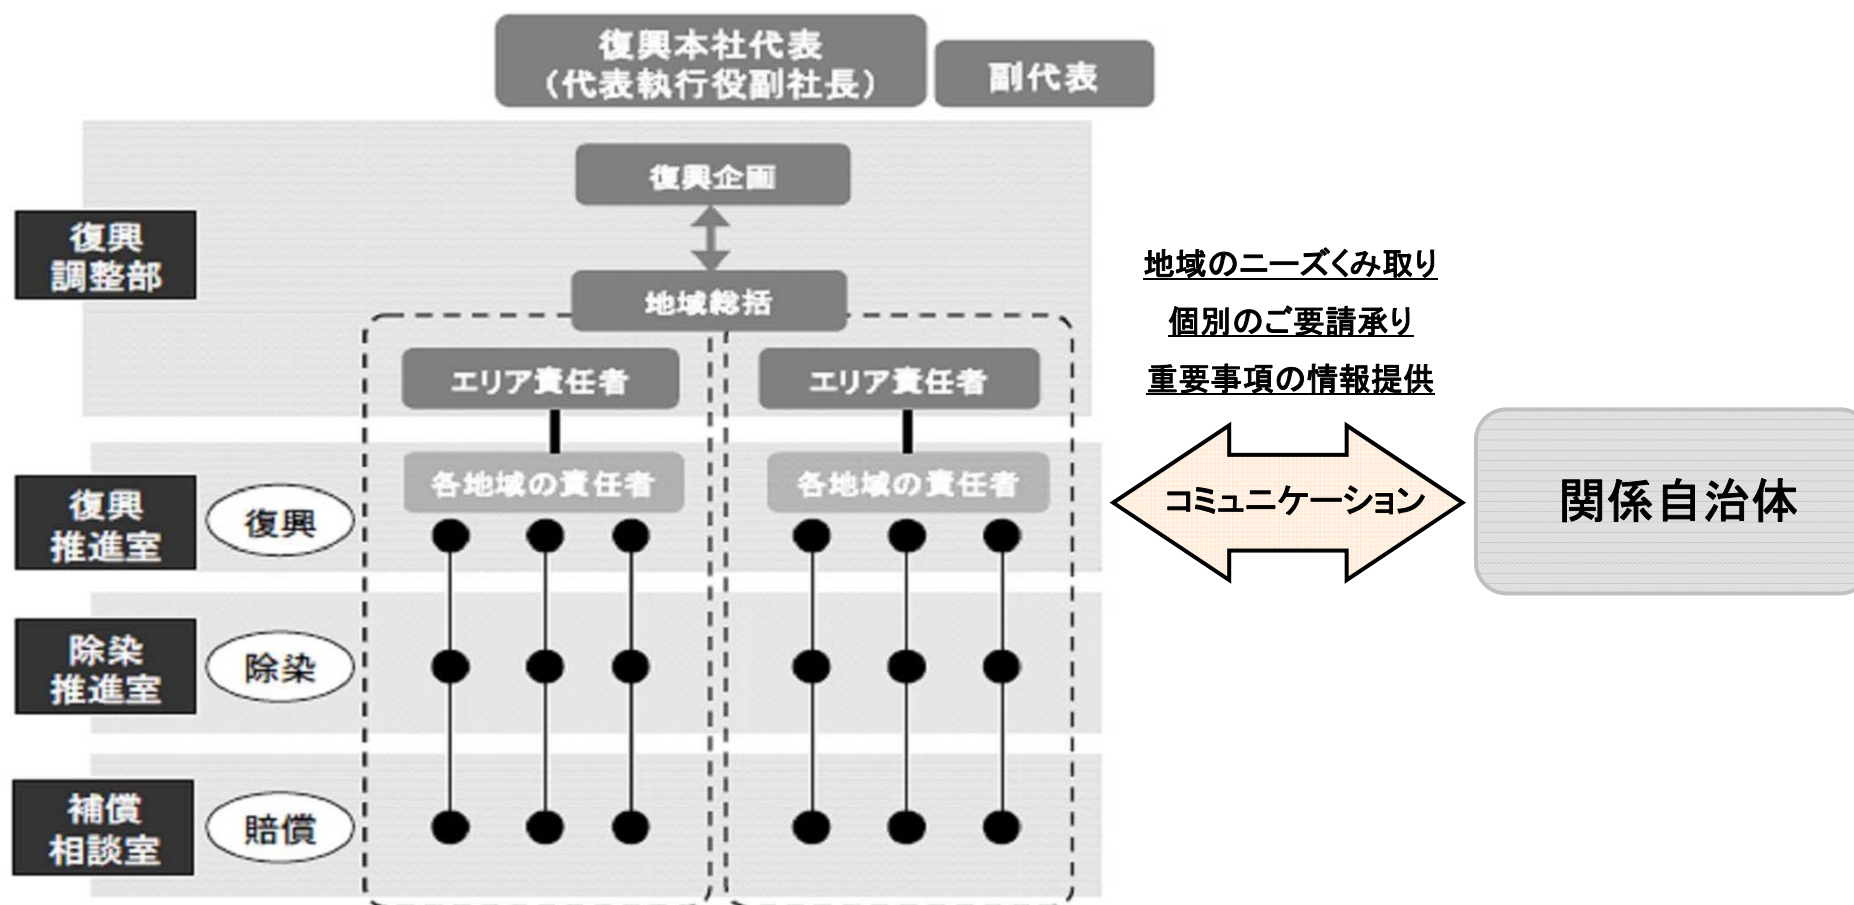 復興本社代表
（代表執行役副社長）
副代表
復興企画
復興
調整部
地域総括
エリア責任者
エリア責任者
地域のニーズくみ取り
個別のご要請承り
重要事項の情報提供
各地域の責任者
各地域の責任者
コミュニケーション
関係自治体
復興
推進室
復興
除染
推進室
除染
補償
相談室
賠償